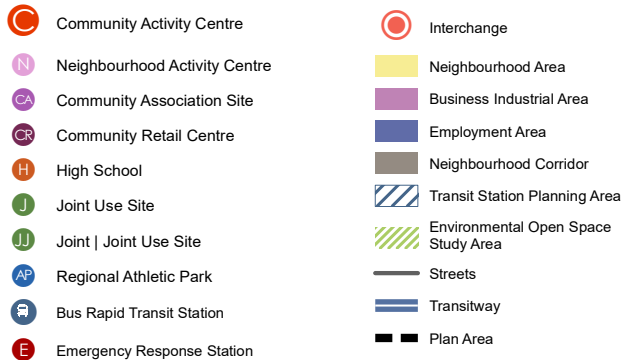 C Community Activity Centre
N Neighbourhood Activity Centre
CA Community Association Site
CR Community Retail Centre
H High School
J Joint Use Site
JJ Joint | Joint Use Site
AP Regional Athletic Park
Bus Rapid Transit Station
E Emergency Response Station
Interchange
Neighbourhood Area
Business Industrial Area
Employment Area
Neighbourhood Corridor
Transit Station Planning Area
Environmental Open Space
Study Area
Streets
Transitway
Plan Area